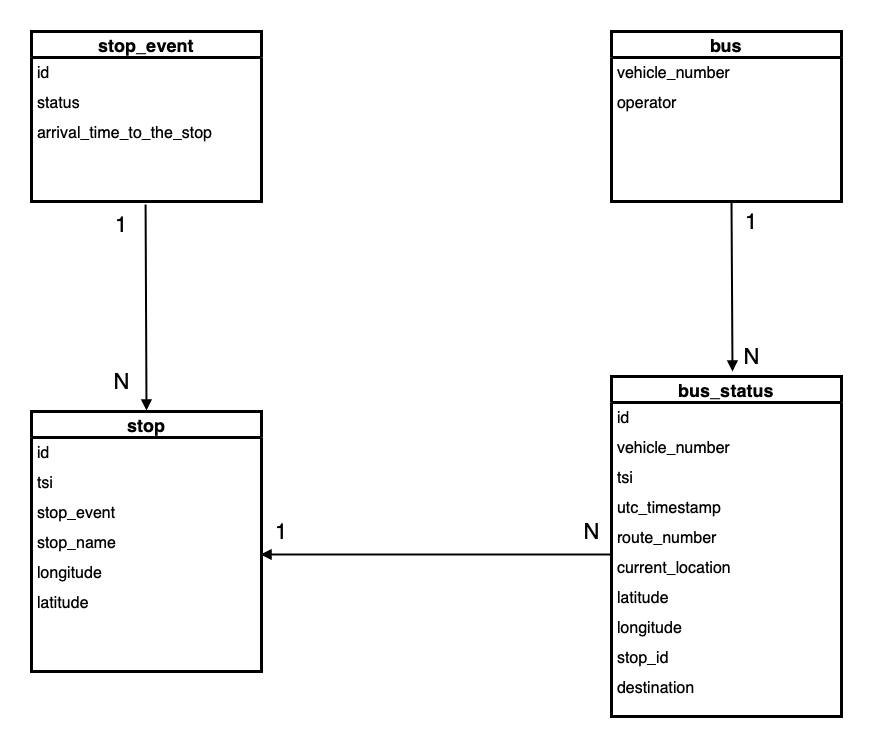 stop_event
id
status
arrival_time_to_the_stop
bus
vehicle_number
operator
1
N
1
N
stop
id
tsi
stop_event
stop_name
longitude
latitude
1
N
bus_status
id
vehicle_number
tsi
utc_timestamp
route_number
current_location
latitude
longitude
stop_id
destination